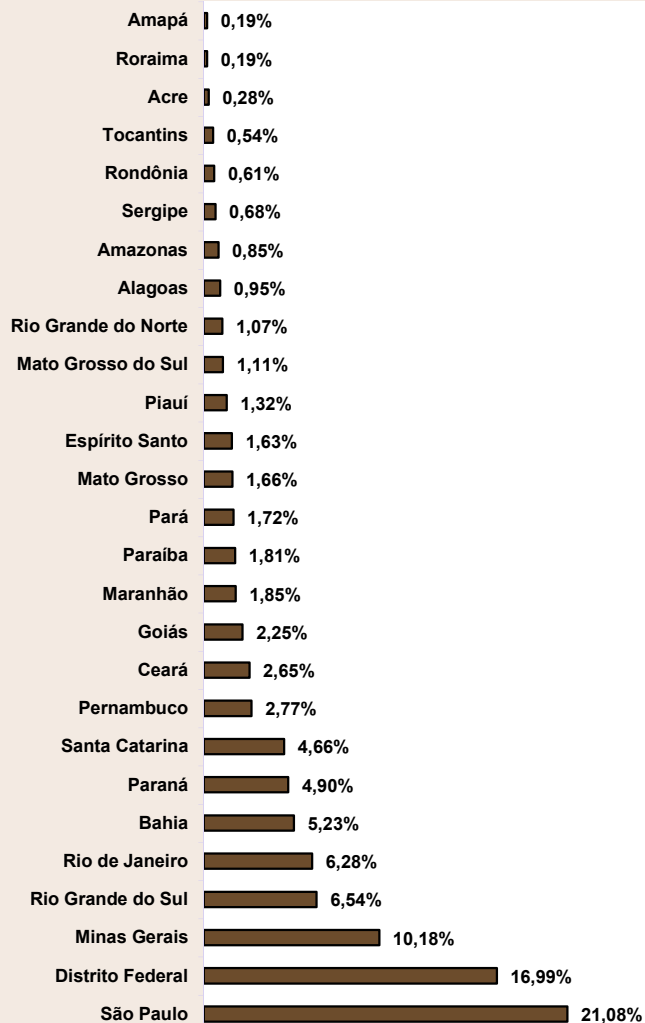 Amapá 0,19%
Roraima 0,19%
Acre 0,28%
Tocantins 0,54%
Rondônia 0,61%
Sergipe 0,68%
Amazonas 0,85%
Alagoas 0,95%
Rio Grande do Norte 1,07%
Mato Grosso do Sul 1,11%
Piauí 1,32%
Espírito Santo 1,63%
Mato Grosso 1,66%
Pará 1,72%
Paraíba 1,81%
Maranhão 1,85%
Goiás 2,25%
Ceará 2,65%
Pernambuco 2,77%
Santa Catarina 4,66%
Paraná 4,90%
Bahia 5,23%
Rio de Janeiro 6,28%
Rio Grande do Sul 6,54%
Minas Gerais 10,18%
Distrito Federal 16,99%
São Paulo 21,08%